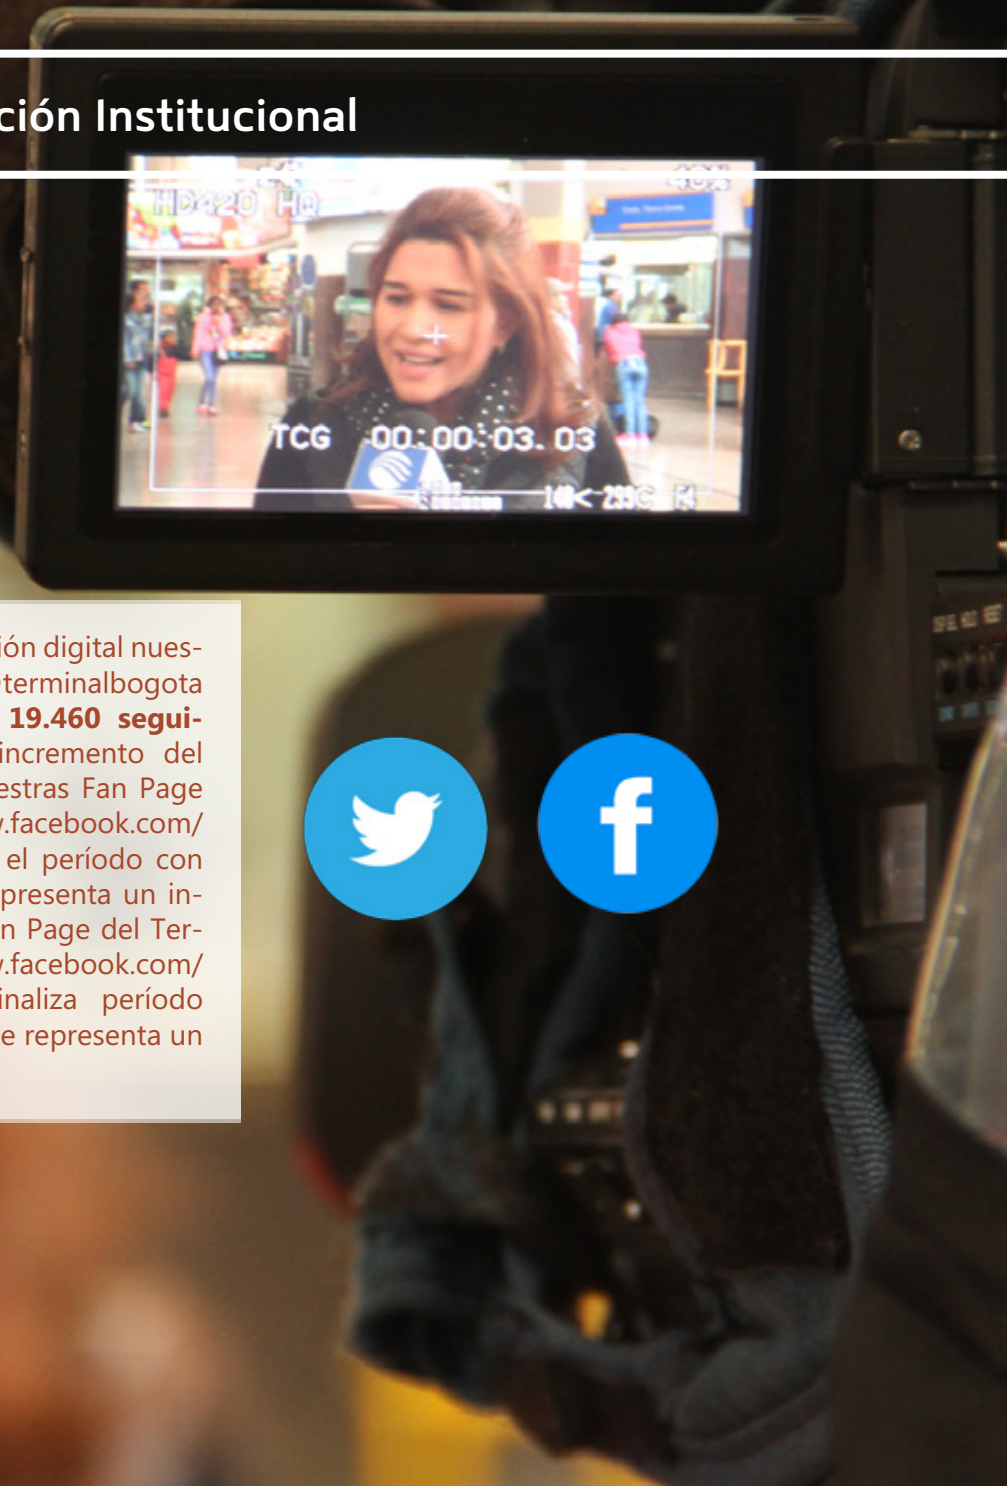 ción Institucional
HD420 HQ
TCG 00:00:03.03
ión digital nues-
terminalbogota
19.460 segui-
incremento del
estras Fan Page
.facebook.com/
el período con
presenta un in-
n Page del Ter-
.facebook.com/
inaliza período
e representa un